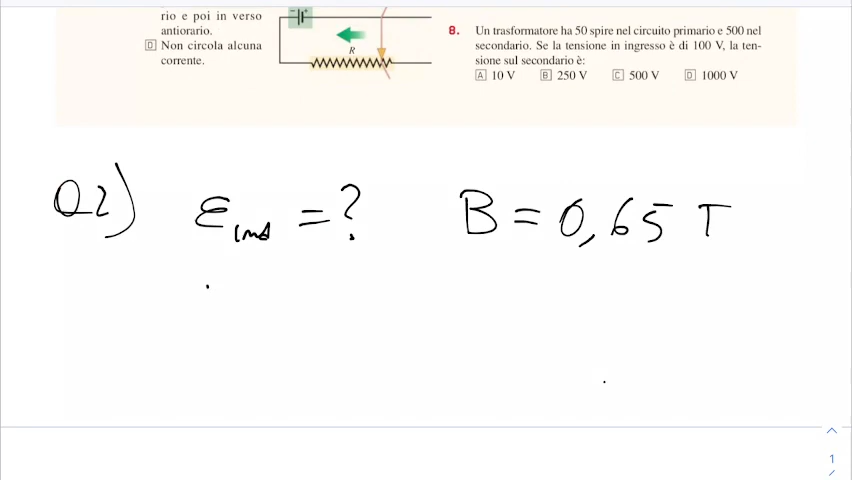 rio e poi in verso
antiorario.
D Non circola alcuna
corrente.
- +
R
8. Un trasformatore ha 50 spire nel circuito primario e 500 nel
secondario. Se la tensione in ingresso è di 100 V, la ten-
sione sul secondario è:
A 10 V B 250 V C 500 V D 1000 V
Q2) ε ind = ? B = 0,65 T
1